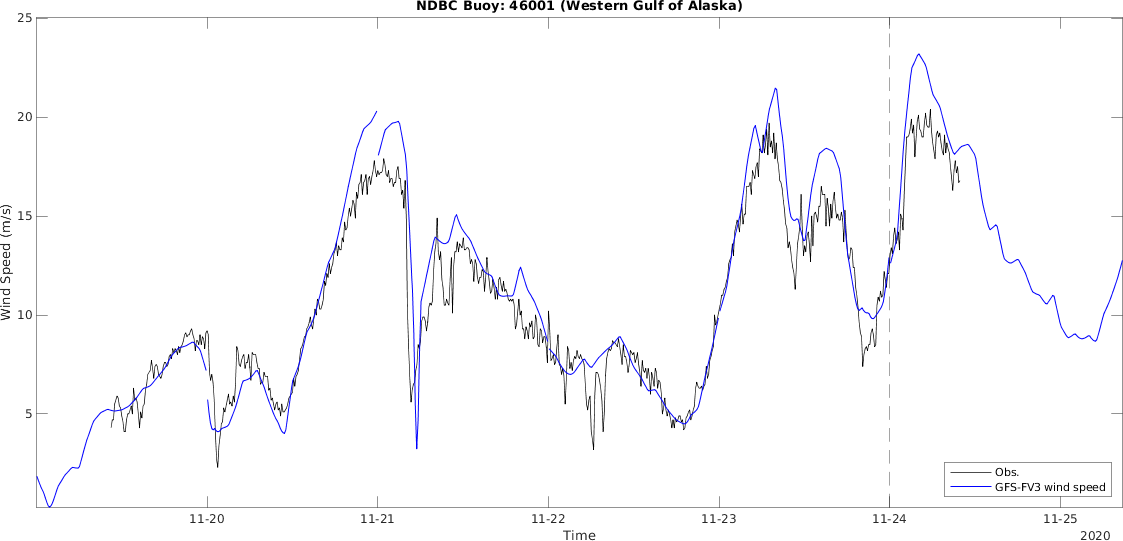 NDBC Buoy: 46001 (Western Gulf of Alaska)
25
20
15
10
5
Wind Speed (m/s)
Obs.
GFS-FV3 wind speed
11-20
11-21
11-22
11-23
11-24
11-25
Time
2020